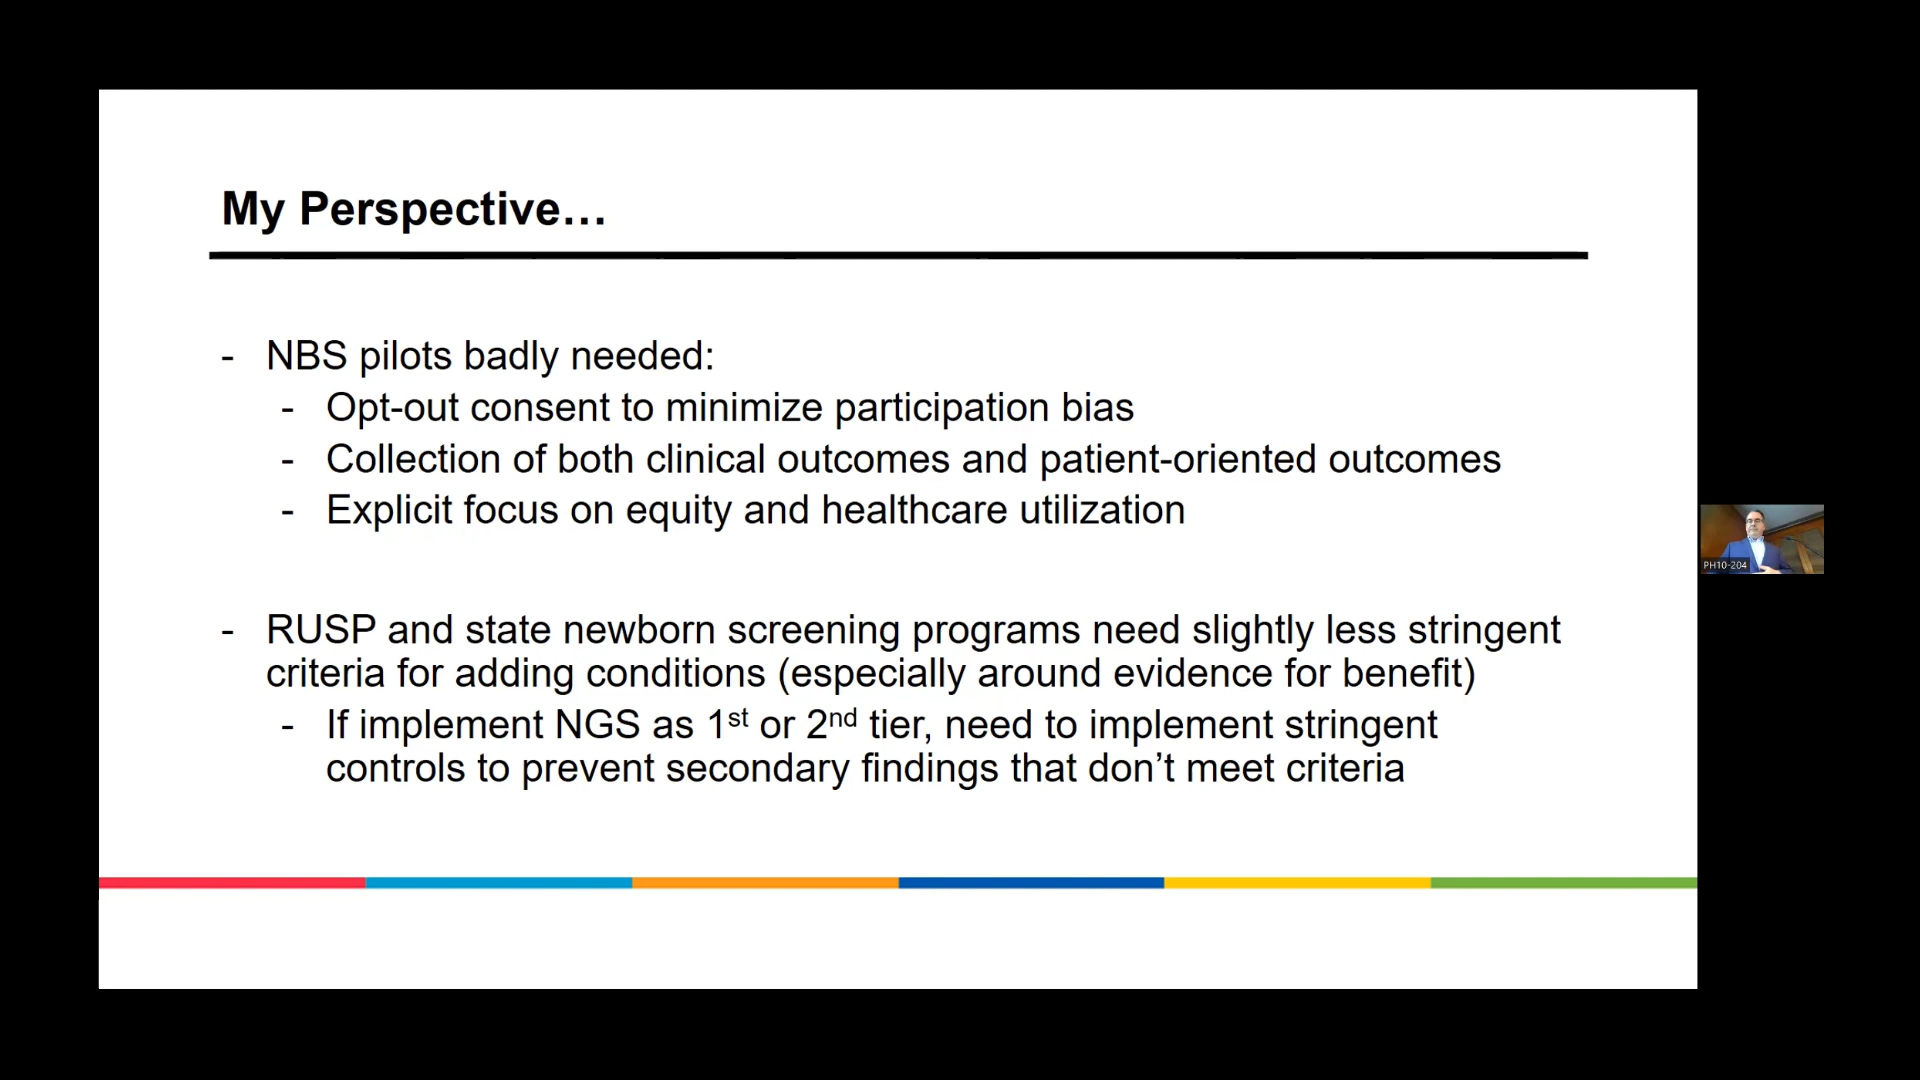 My Perspective…
- NBS pilots badly needed:
- Opt-out consent to minimize participation bias
- Collection of both clinical outcomes and patient-oriented outcomes
- Explicit focus on equity and healthcare utilization
- RUSP and state newborn screening programs need slightly less stringent
criteria for adding conditions (especially around evidence for benefit)
- If implement NGS as 1st or 2nd tier, need to implement stringent
controls to prevent secondary findings that don’t meet criteria
PH10-204